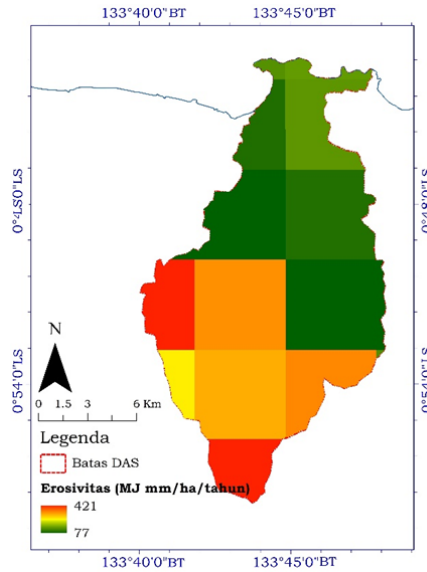 133°40'0"BT 133°45'0"BT
0°48'0"LS 0°48'0"LS
0°54'0"LS 0°54'0"LS
N
0 1.5 3 6 Km
Legenda
Batas DAS
Erosivitas (MJ mm/ha/tahun)
421
77
133°40'0"BT 133°45'0"BT